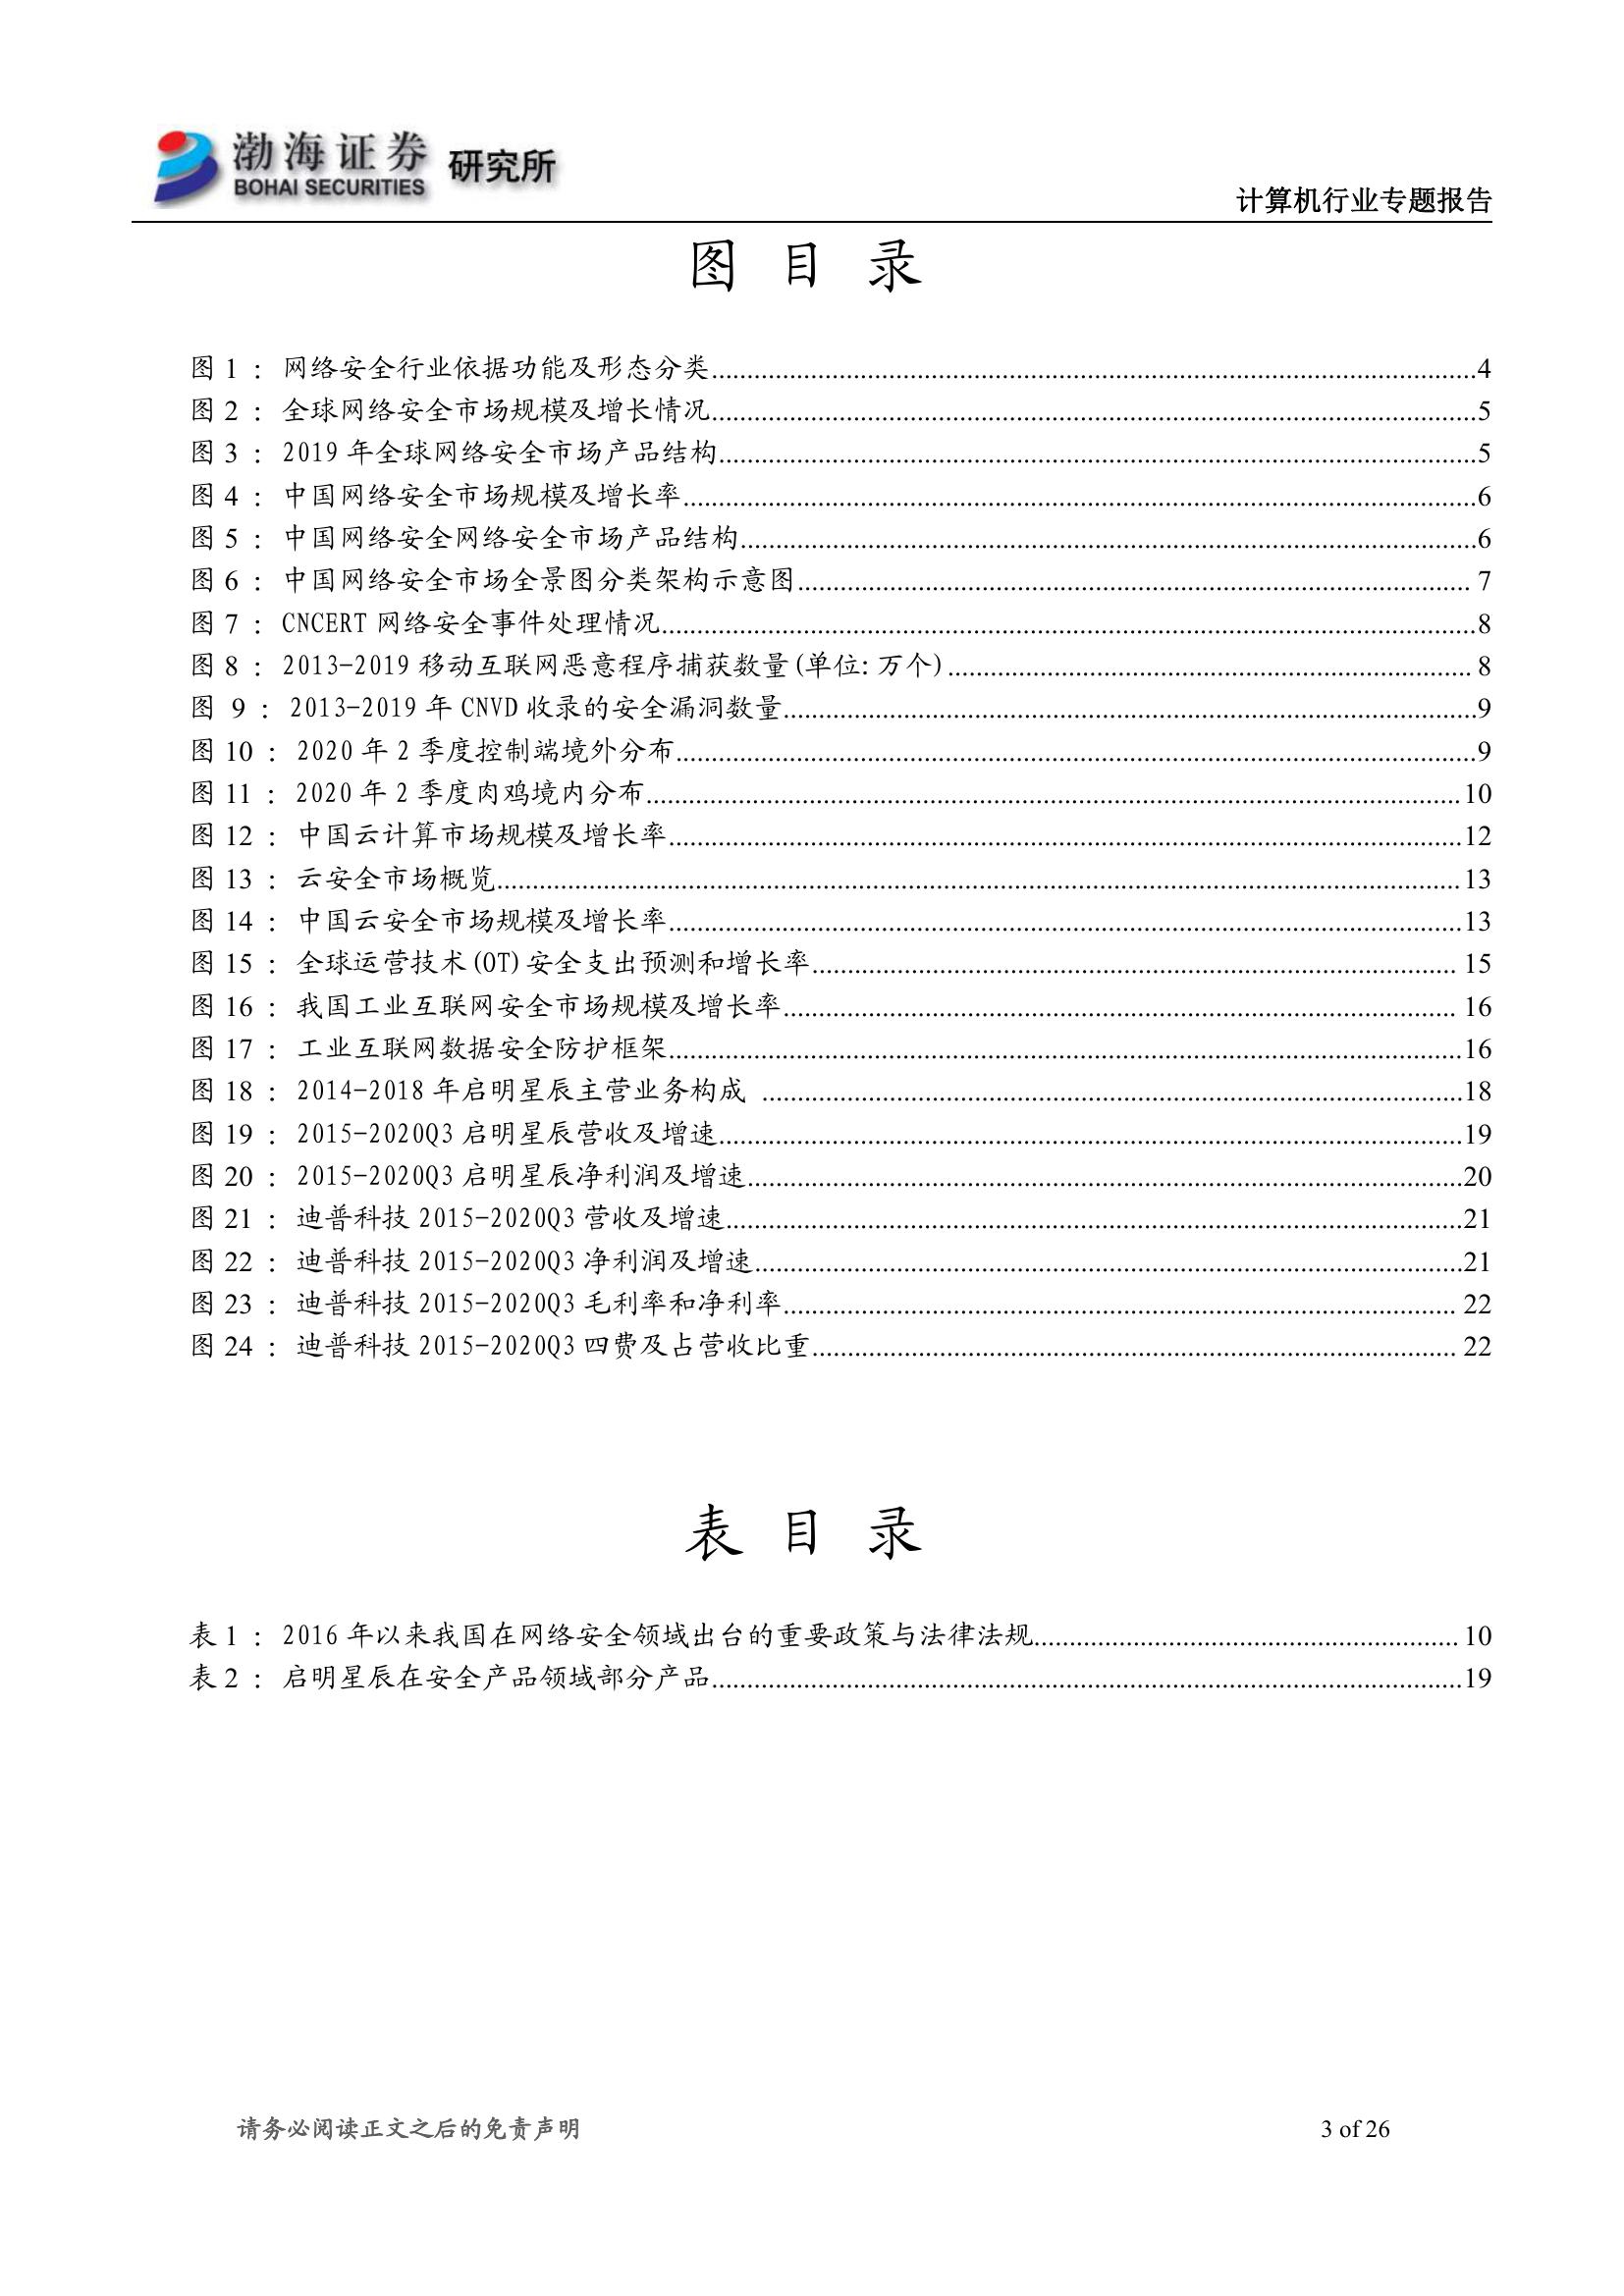 渤海证券 研究所
BOHAI SECURITIES
计算机行业专题报告
图 目 录
图 1 : 网络安全行业依据功能及形态分类................4
图 2 : 全球网络安全市场规模及增长情况................5
图 3 : 2019 年全球网络安全市场产品结构................5
图 4 : 中国网络安全市场规模及增长率................6
图 5 : 中国网络安全网络安全市场产品结构................6
图 6 : 中国网络安全市场全景图分类架构示意图................ 7
图 7 : CNCERT 网络安全事件处理情况................8
图 8 : 2013-2019 移动互联网恶意程序捕获数量(单位:万个)................ 8
图 9 : 2013-2019 年 CNVD 收录的安全漏洞数量................9
图 10 : 2020 年 2 季度控制端境外分布................9
图 11 : 2020 年 2 季度肉鸡境内分布................10
图 12 : 中国云计算市场规模及增长率................12
图 13 : 云安全市场概览................13
图 14 : 中国云安全市场规模及增长率................13
图 15 : 全球运营技术(OT)安全支出预测和增长率................ 15
图 16 : 我国工业互联网安全市场规模及增长率................ 16
图 17 : 工业互联网数据安全防护框架................16
图 18 : 2014-2018 年启明星辰主营业务构成 ................18
图 19 : 2015-2020Q3 启明星辰营收及增速................19
图 20 : 2015-2020Q3 启明星辰净利润及增速................20
图 21 : 迪普科技 2015-2020Q3 营收及增速................21
图 22 : 迪普科技 2015-2020Q3 净利润及增速................21
图 23 : 迪普科技 2015-2020Q3 毛利率和净利率................ 22
图 24 : 迪普科技 2015-2020Q3 四费及占营收比重................ 22
表 目 录
表 1 : 2016 年以来我国在网络安全领域出台的重要政策与法律法规................ 10
表 2 : 启明星辰在安全产品领域部分产品................19
请务必阅读正文之后的免责声明
3 of 26